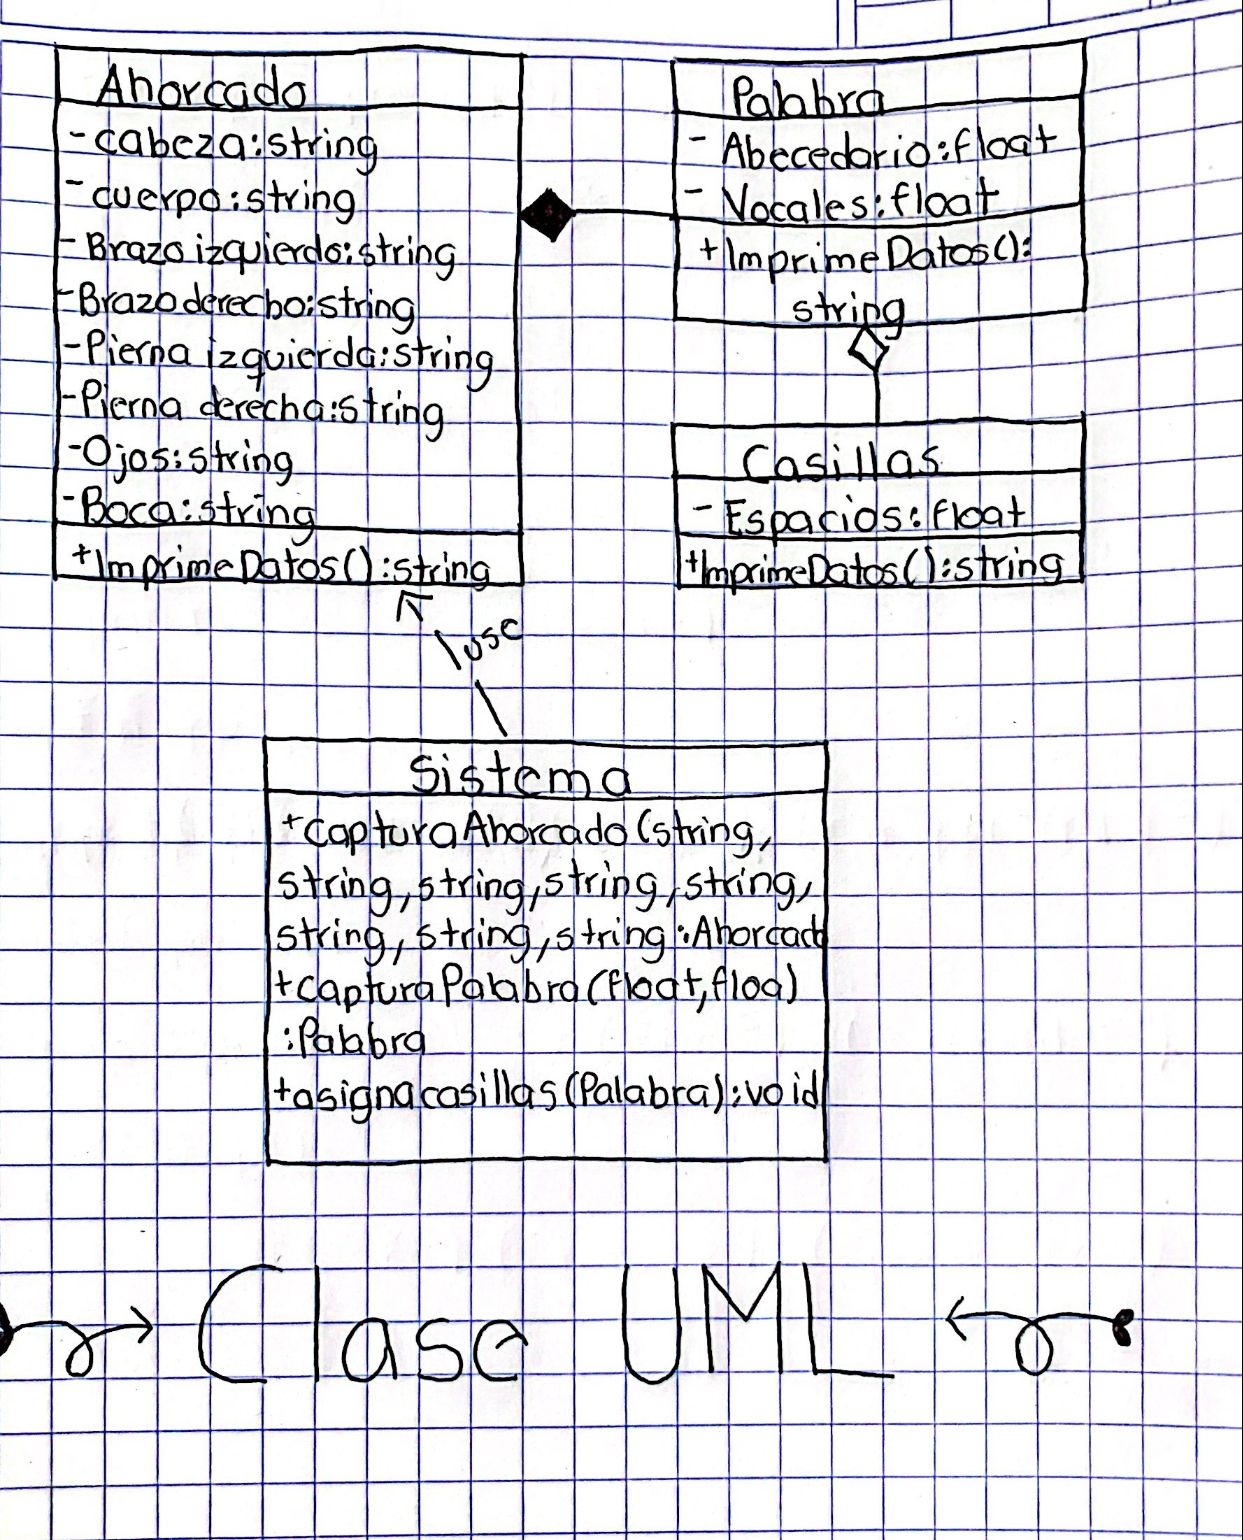 Ahorcado
- cabeza:string
- cuerpo:string
- Brazo izquierdo:string
- Brazo derecho:string
- Pierna izquierda:string
- Pierna derecha:string
- Ojos:string
- Boca:string
+ImprimeDatos():string
Palabra
- Abecedario:float
- Vocales:float
+ImprimeDatos():
string
Casillas
- Espacios:float
+ImprimeDatos():string
use
Sistema
+capturaAhorcado(string,
string,string,string,string,
string,string,string:Ahorcado
+capturaPalabra(float,floa)
:Palabra
+asignacasillas(Palabra):void
Clase UML